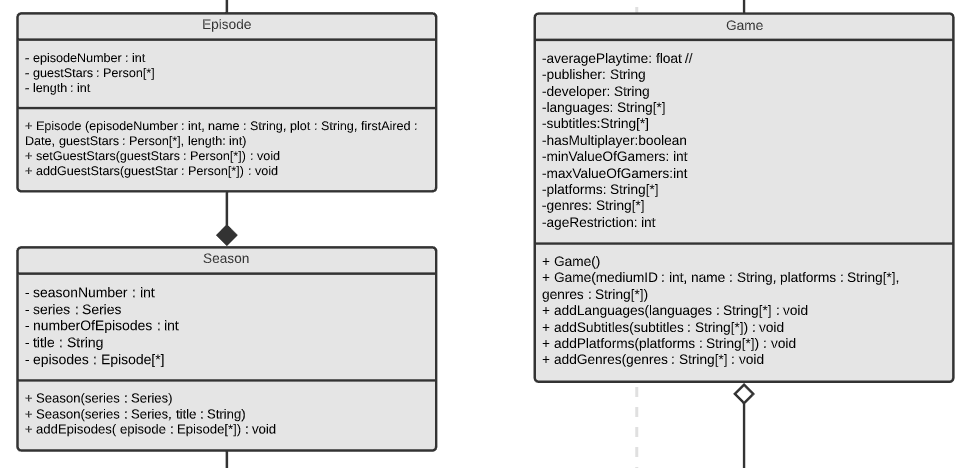 Episode
- episodeNumber : int
- guestStars : Person[*]
- length : int
+ Episode (episodeNumber : int, name : String, plot : String, firstAired :
Date, guestStars : Person[*], length: int)
+ setGuestStars(guestStars : Person[*]) : void
+ addGuestStars(guestStar : Person[*]) : void
Season
- seasonNumber : int
- series : Series
- numberOfEpisodes : int
- title : String
- episodes : Episode[*]
+ Season(series : Series)
+ Season(series : Series, title : String)
+ addEpisodes( episode : Episode[*]) : void
Game
-averagePlaytime: float //
-publisher: String
-developer: String
-languages: String[*]
-subtitles:String[*]
-hasMultiplayer:boolean
-minValueOfGamers: int
-maxValueOfGamers:int
-platforms: String[*]
-genres: String[*]
-ageRestriction: int
+ Game()
+ Game(mediumID : int, name : String, platforms : String[*],
genres : String[*])
+ addLanguages(languages : String[*] : void
+ addSubtitles(subtitles : String[*]) : void
+ addPlatforms(platforms : String[*]) : void
+ addGenres(genres : String[*] : void